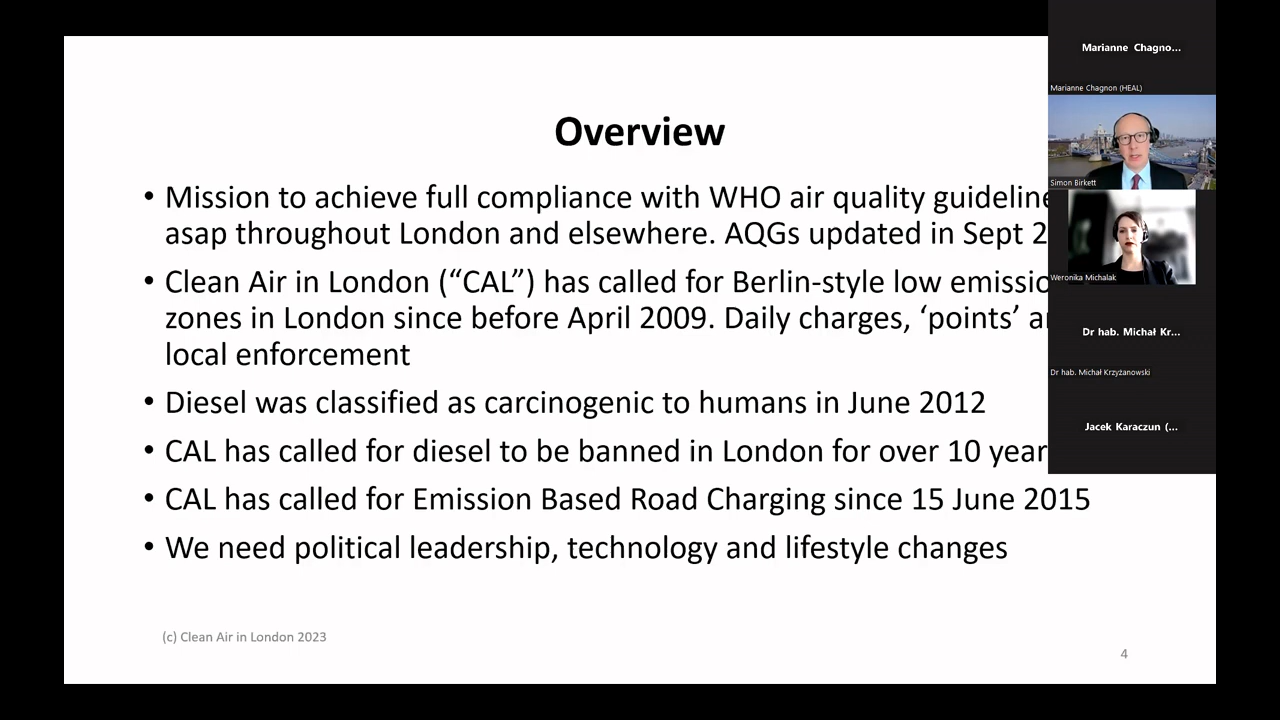 Overview
• Mission to achieve full compliance with WHO air quality guideline
asap throughout London and elsewhere. AQGs updated in Sept 2
• Clean Air in London (“CAL”) has called for Berlin-style low emissio
zones in London since before April 2009. Daily charges, ‘points’ a
local enforcement
• Diesel was classified as carcinogenic to humans in June 2012
• CAL has called for diesel to be banned in London for over 10 year
• CAL has called for Emission Based Road Charging since 15 June 2015
• We need political leadership, technology and lifestyle changes
(c) Clean Air in London 2023
4
Marianne Chagno...
Marianne Chagnon (HEAL)
Simon Birkett
Weronika Michalak
Dr hab. Michał Kr...
Dr hab. Michał Krzyżanowski
Jacek Karaczun (...